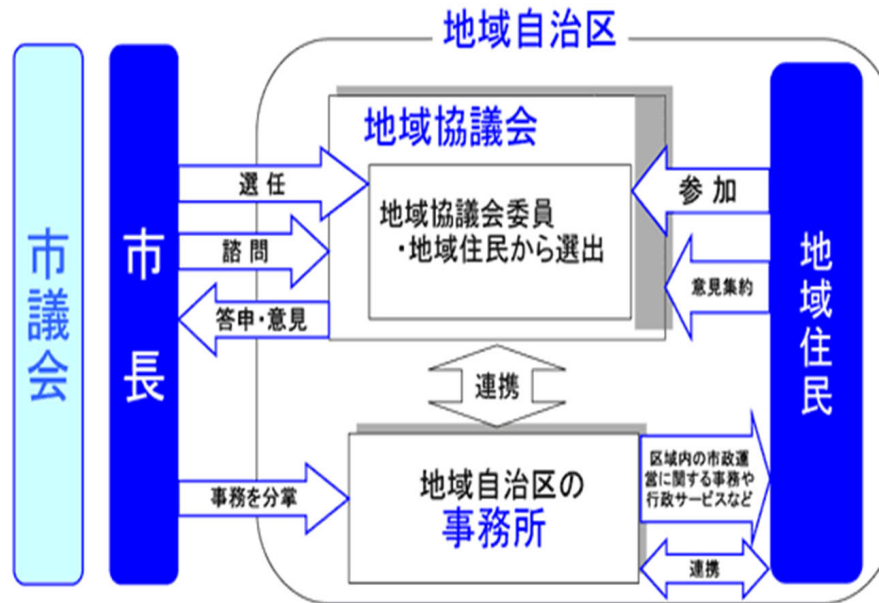 地域自治区
市議会
市長
地域協議会
地域協議会委員
・地域住民から選出
選任
諮問
答申・意見
参加
意見集約
地域住民
連携
事務を分掌
地域自治区の
事務所
区域内の市政運
営に関する事務や
行政サービスなど
連携